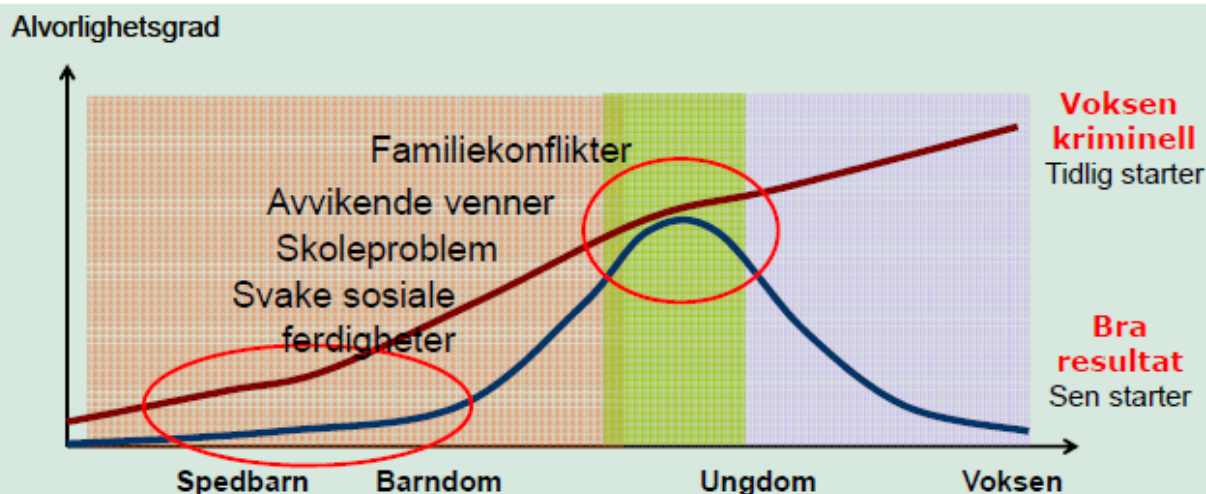 Alvorlighetsgrad
Familiekonflikter
Avvikende venner
Skoleproblem
Svake sosiale
ferdigheter
Voksen
kriminell
Tidlig starter
Bra
resultat
Sen starter
Spedbarn
Barndom
Ungdom
Voksen